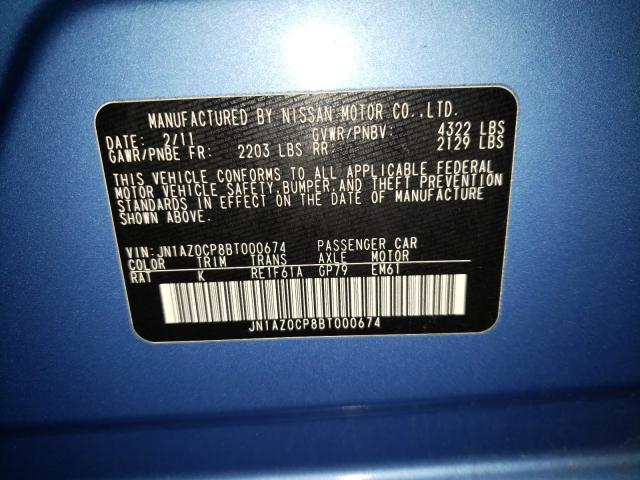 MANUFACTURED BY NISSAN MOTOR CO.,LTD.
DATE: 2/11 GVWR/PNBV: 4322 LBS
GAWR/PNBE FR: 2203 LBS RR: 2129 LBS
THIS VEHICLE CONFORMS TO ALL APPLICABLE FEDERAL
MOTOR VEHICLE SAFETY,BUMPER,AND THEFT PREVENTION
STANDARDS IN EFFECT ON THE DATE OF MANUFACTURE
SHOWN ABOVE.
VIN:JN1AZ0CP8BT000674 PASSENGER CAR
COLOR TRIM TRANS AXLE MOTOR
RAT K RE1F61A GP79 EM61
JN1AZ0CP8BT000674